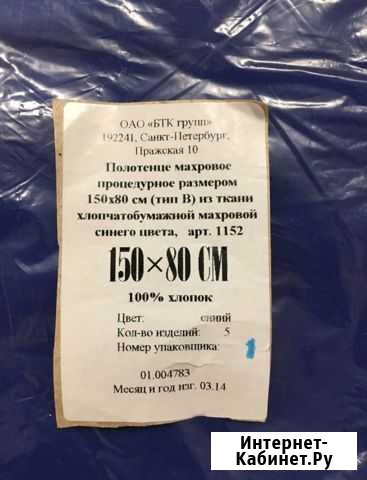 ОАО «БТК групп»
192241, Санкт-Петербург,
Пражская 10
Полотенце махровое
процедурное размером
150х80 см (тип В) из ткани
хлопчатобумажной махровой
синего цвета, арт. 1152
150×80 СМ
100% хлопок
Цвет: синий
Кол-во изделий: 5
Номер упаковщика: 1
01.004783
Месяц и год изг. 03.14
Интернет-
Кабинет.Ру